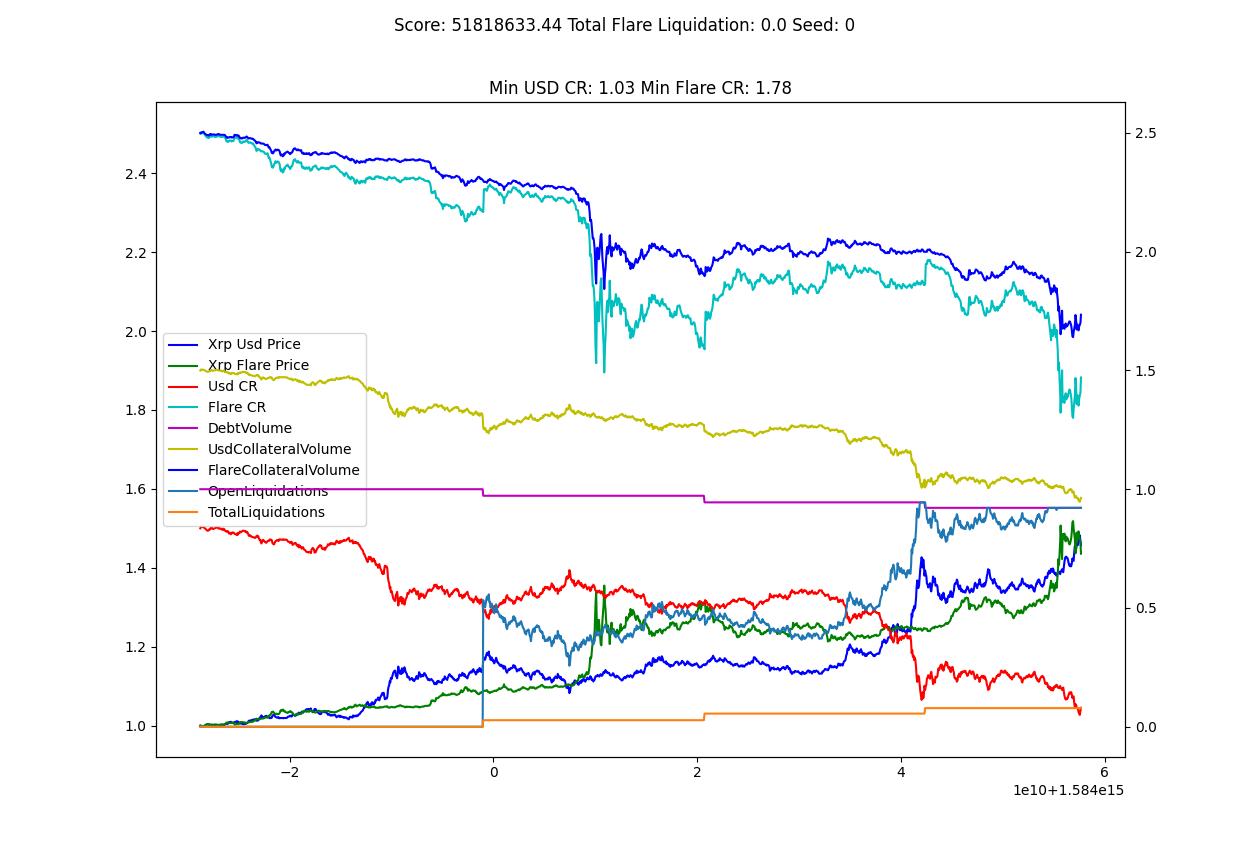 Score: 51818633.44 Total Flare Liquidation: 0.0 Seed: 0
Min USD CR: 1.03 Min Flare CR: 1.78
2.4
2.2
2.0
1.8
1.6
1.4
1.2
1.0
2.5
2.0
1.5
1.0
0.5
0.0
Xrp Usd Price
Xrp Flare Price
Usd CR
Flare CR
DebtVolume
UsdCollateralVolume
FlareCollateralVolume
OpenLiquidations
TotalLiquidations
−2 0 2 4 6
1e10+1.584e15